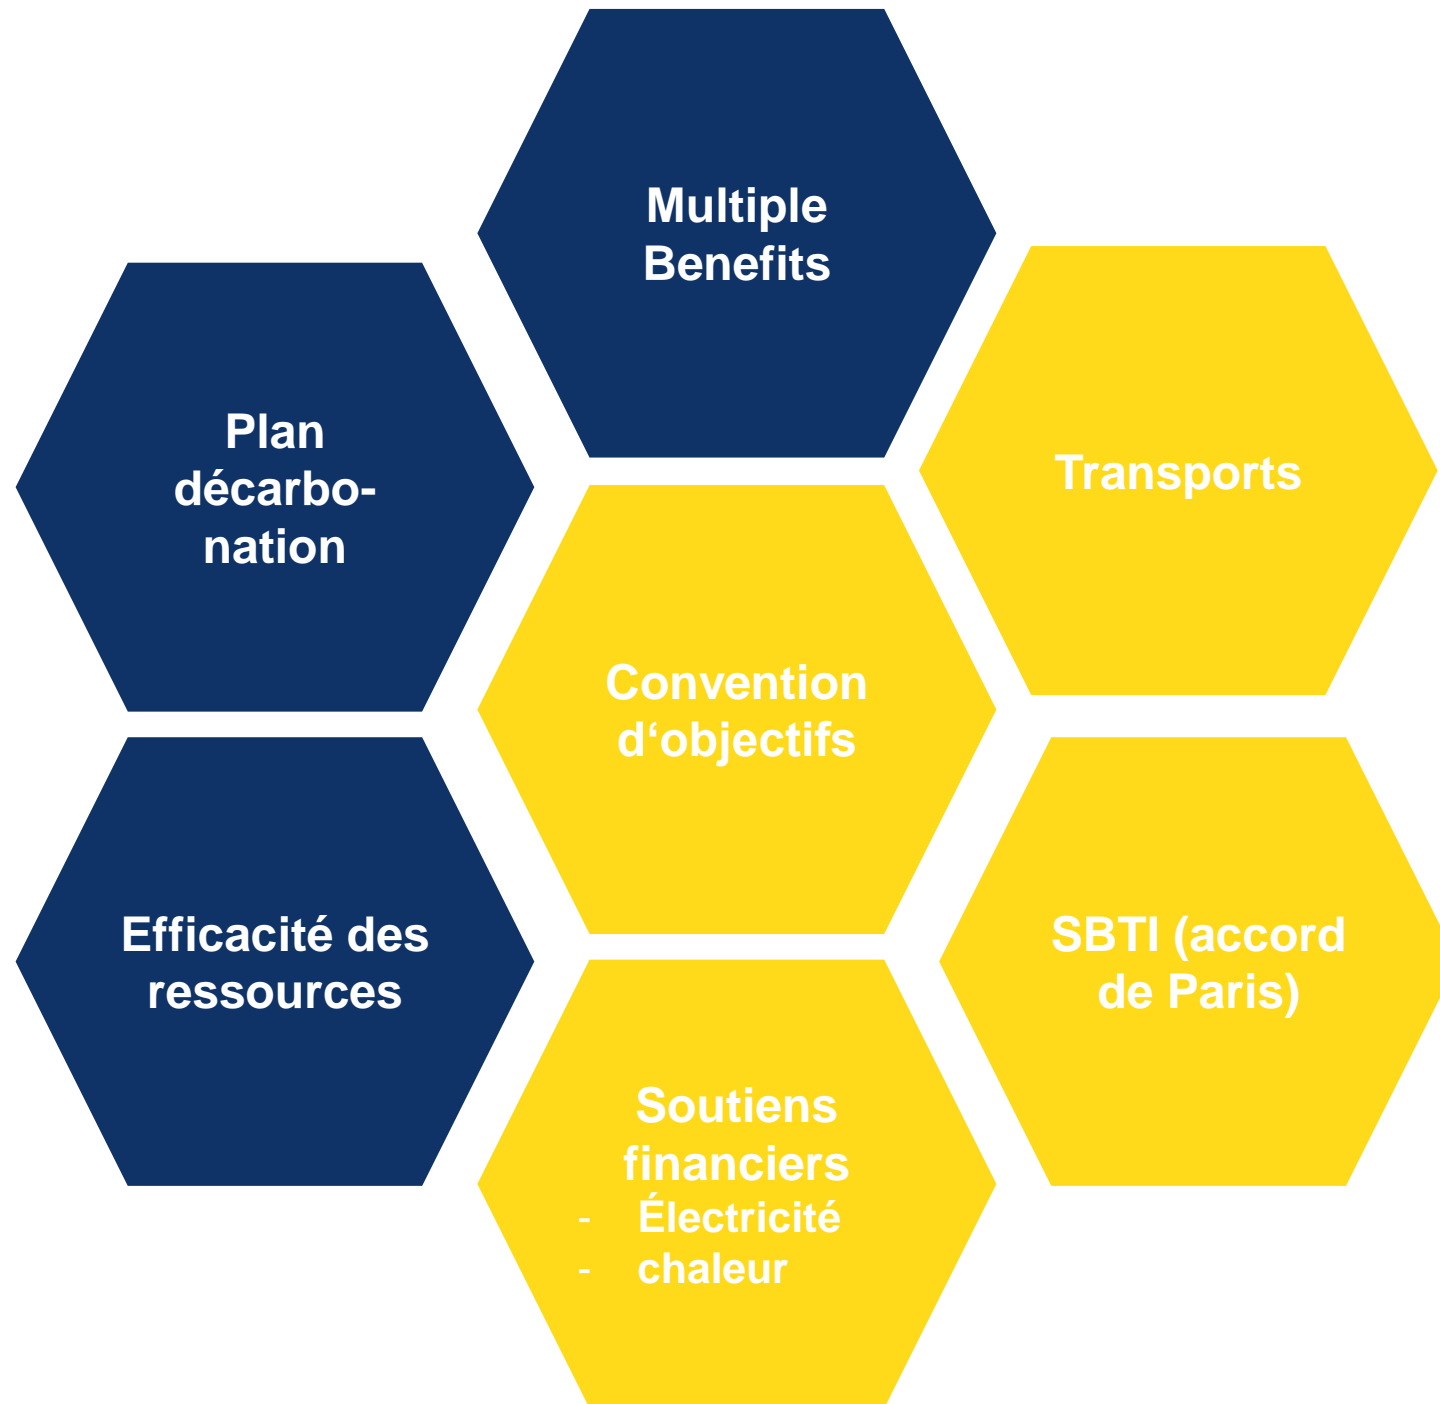 Multiple
Benefits
Plan
décarbo-
nation
Transports
Convention
d‘objectifs
Efficacité des
ressources
SBTI (accord
de Paris)
Soutiens
financiers
- Électricité
- chaleur